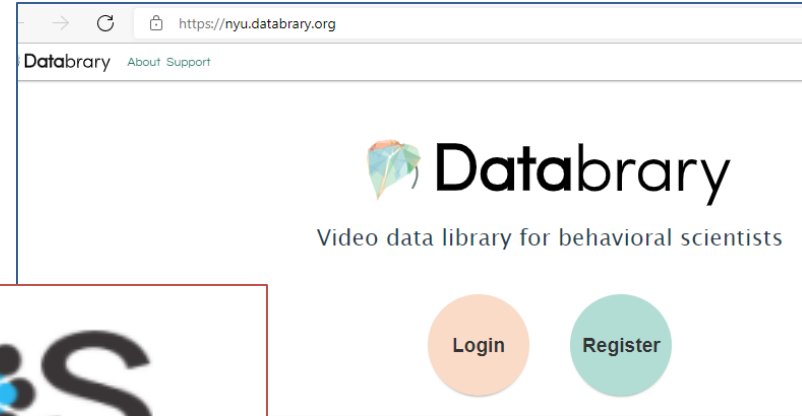 https://nyu.databrary.org
Databrary About Support
Databrary
Video data library for behavioral scientists
Login Register
S